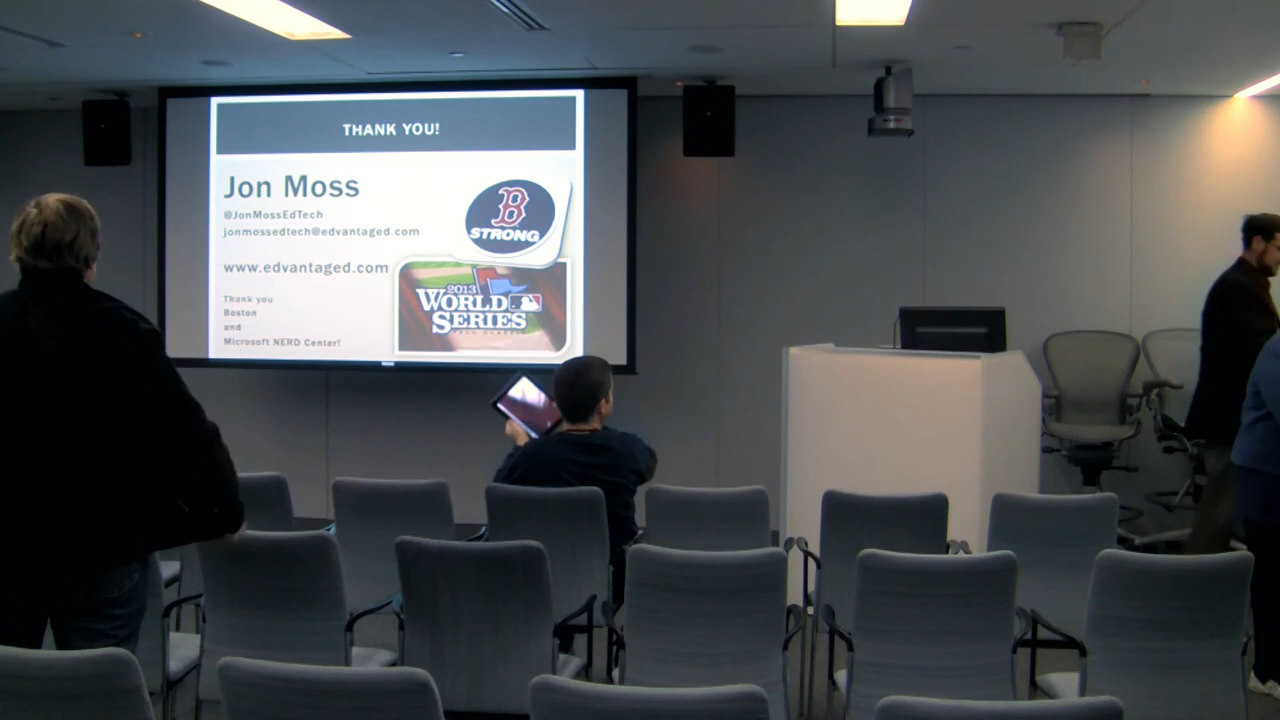 THANK YOU!
Jon Moss
@JonMossEdTech
jonmossedtech@edvantaged.com
www.edvantaged.com
Thank you
Boston
and
Microsoft NERD Center!
B
STRONG
2013
WORLD
SERIES